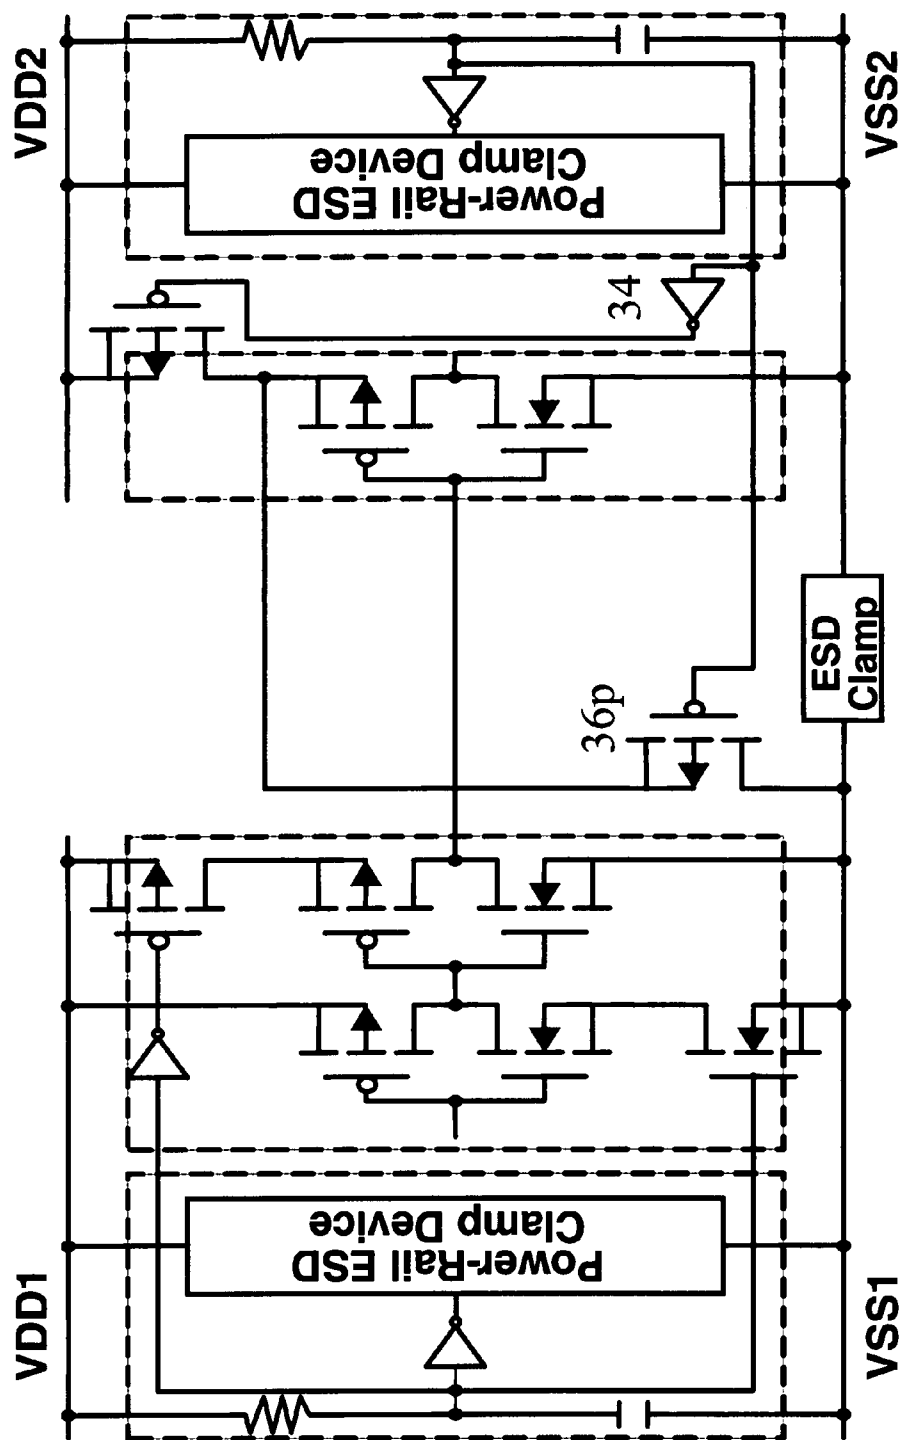 VDD1
VDD2
Power-Rail ESD
Clamp Device
Power-Rail ESD
Clamp Device
34
36p
ESD
Clamp
VSS1
VSS2